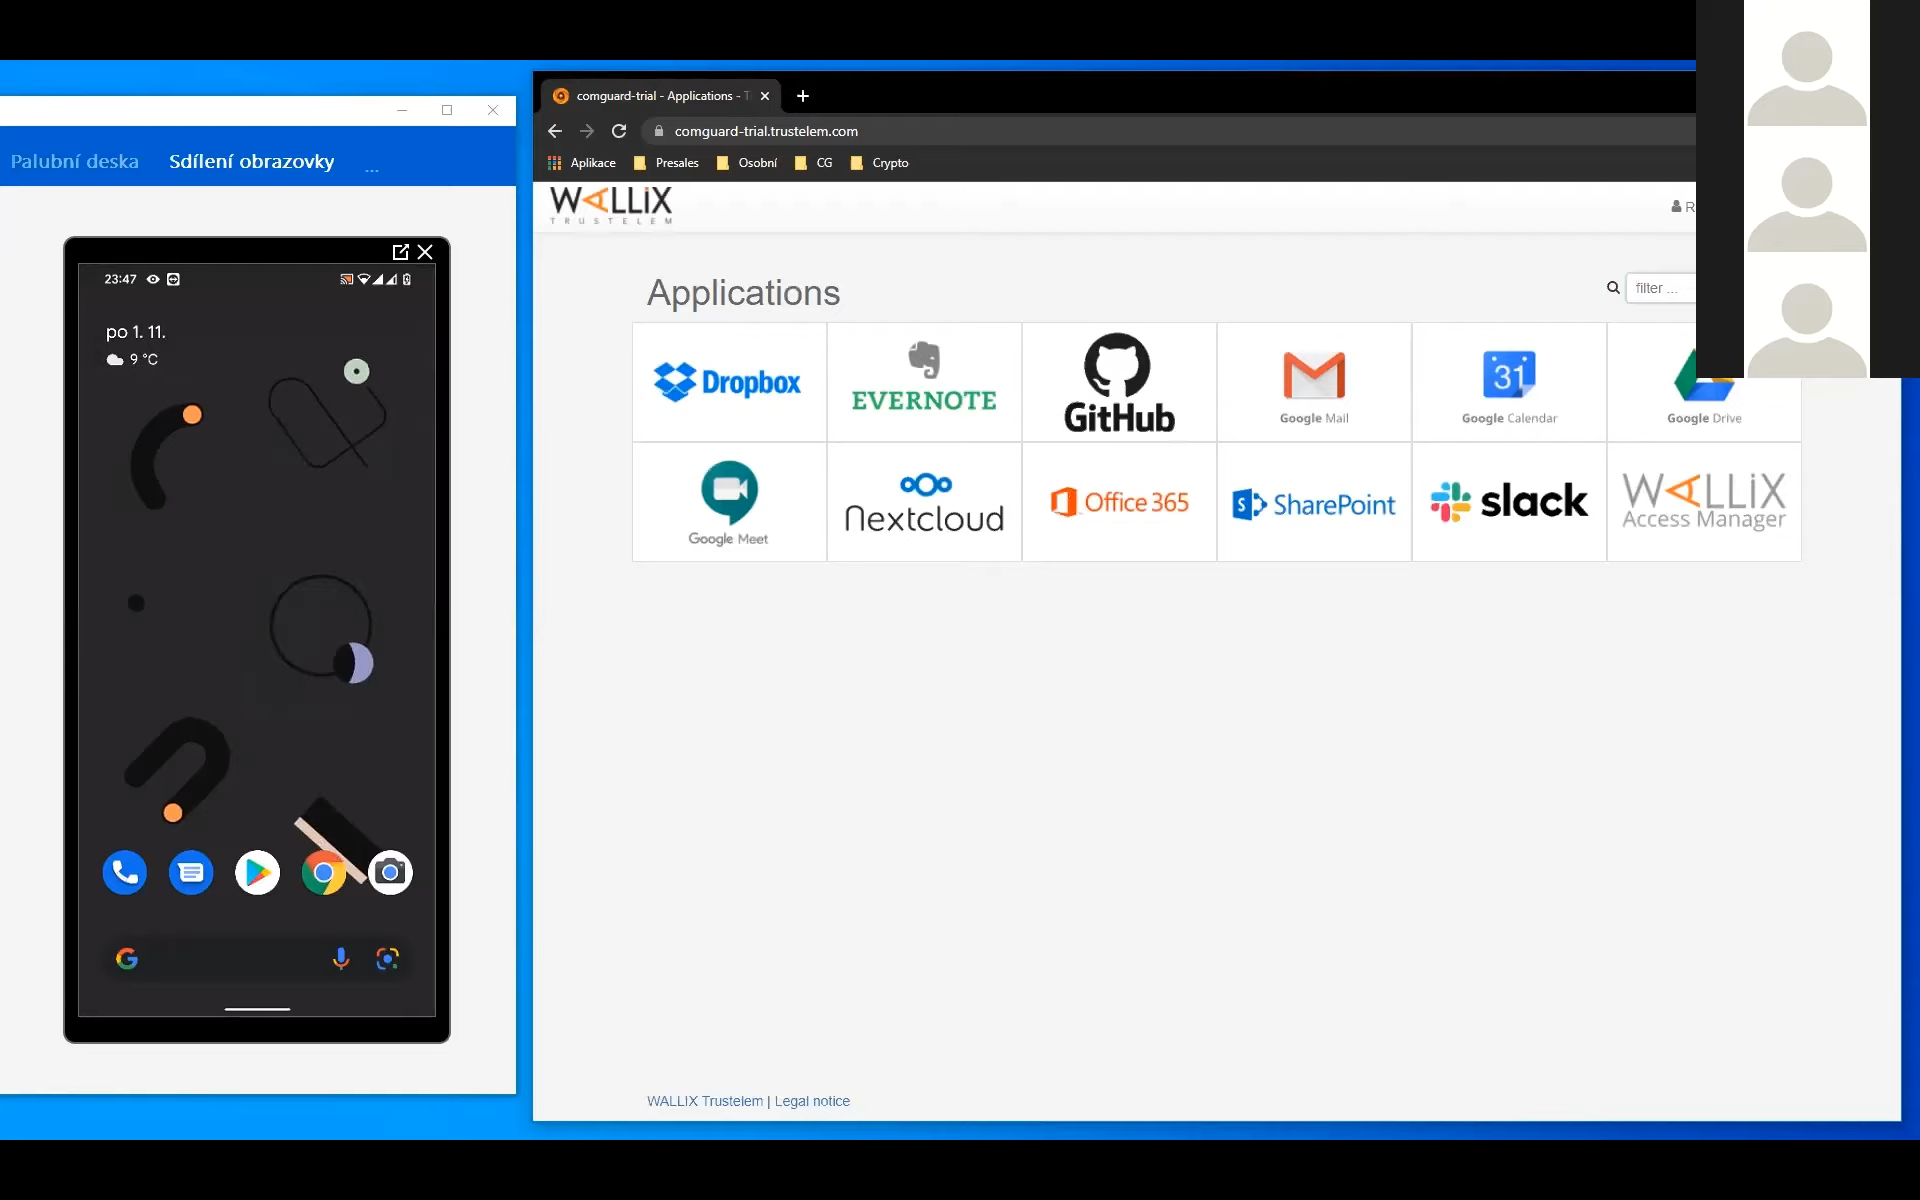 Palubní deska
Sdílení obrazovky
...
23:47
po 1. 11.
9 °C
comguard-trial - Applications -
comguard-trial.trustelem.com
Aplikace
Presales
Osobní
CG
Crypto
WALLiX
TRUSTELEM
R
Applications
filter ...
Dropbox
EVERNOTE
GitHub
Google Mail
31
Google Calendar
Google Drive
Google Meet
Nextcloud
Office 365
S
SharePoint
slack
WALLiX
Access Manager
WALLIX Trustelem | Legal notice